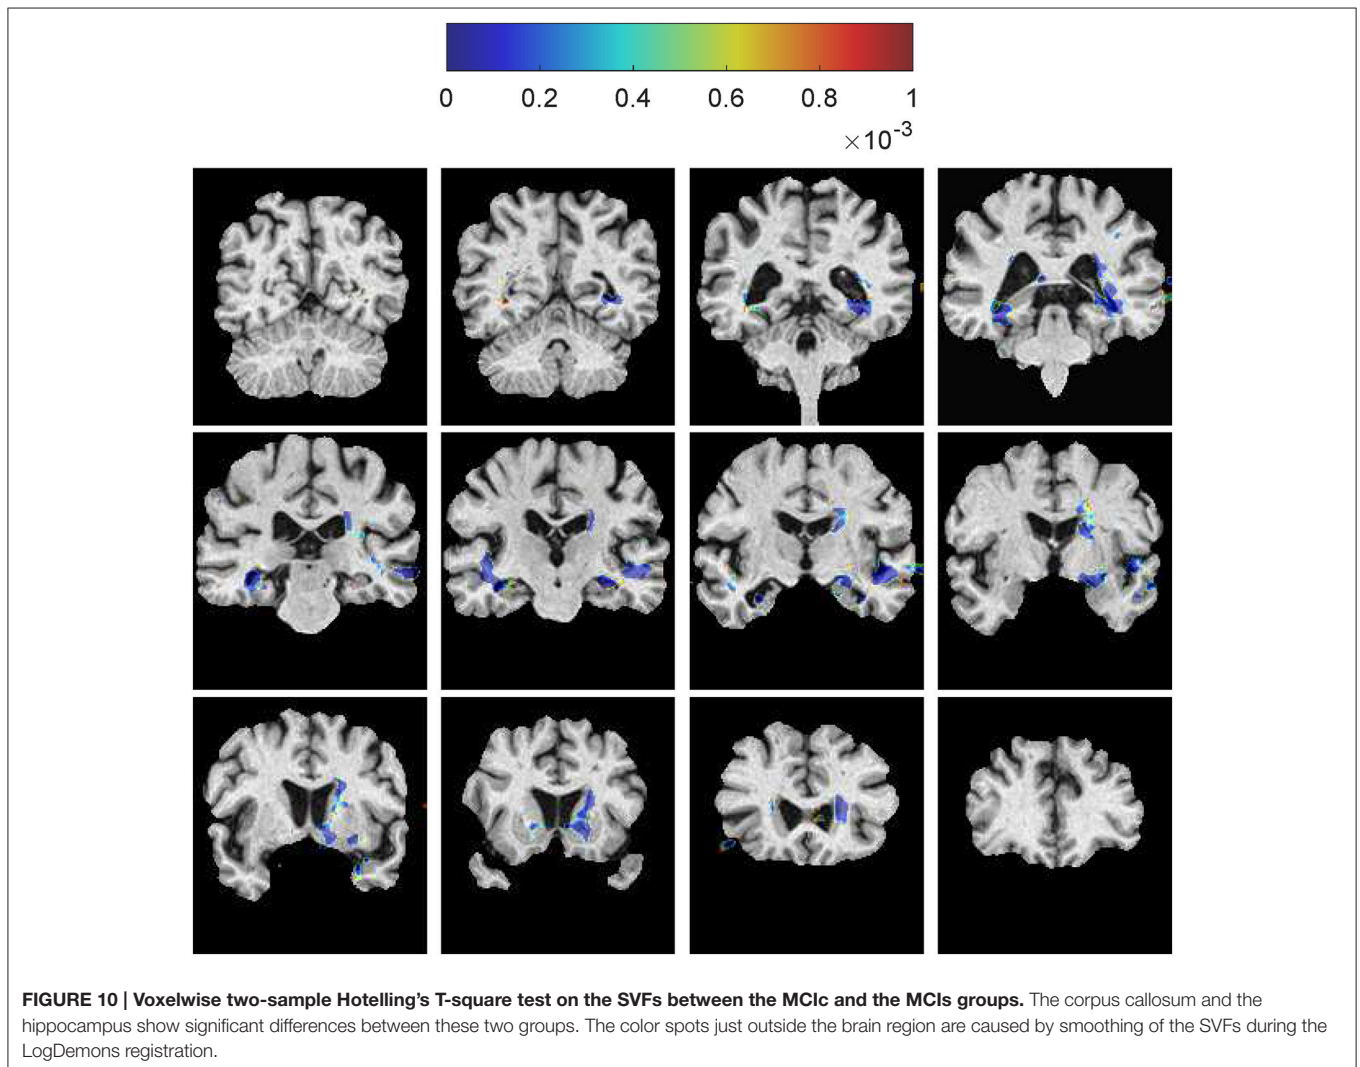 0 0.2 0.4 0.6 0.8 1
×10-3
FIGURE 10 | Voxelwise two-sample Hotelling's T-square test on the SVFs between the MCIc and the MCIs groups. The corpus callosum and the
hippocampus show significant differences between these two groups. The color spots just outside the brain region are caused by smoothing of the SVFs during the
LogDemons registration.